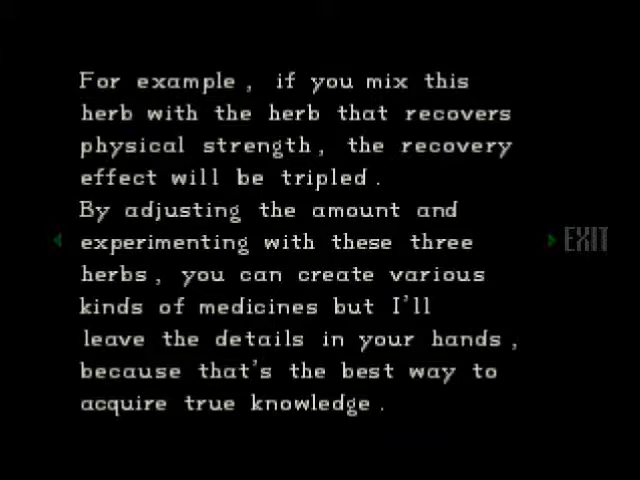 For example, if you mix this
herb with the herb that recovers
physical strength, the recovery
effect will be tripled.
By adjusting the amount and
experimenting with these three
herbs, you can create various
kinds of medicines but I'll
leave the details in your hands,
because that's the best way to
acquire true knowledge.
EXIT